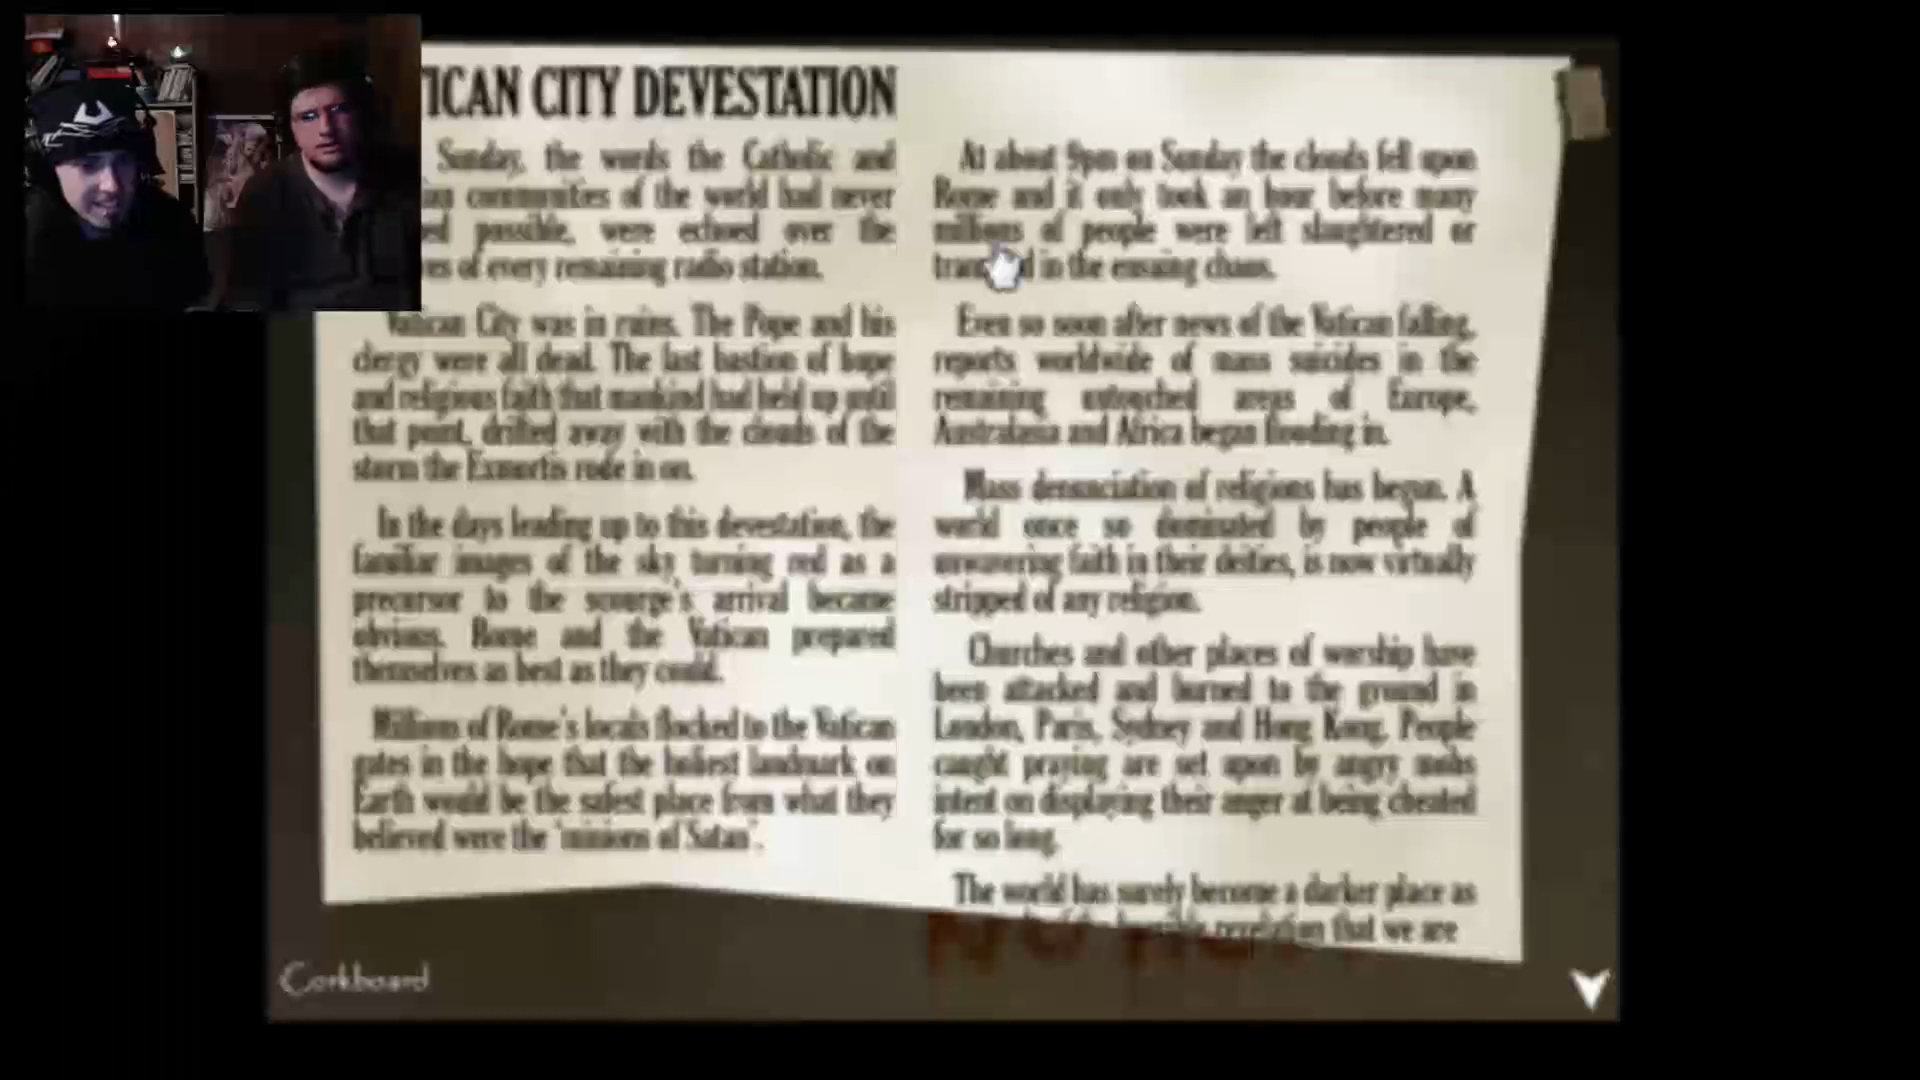 ICAN CITY DEVESTATION
Sunday, the words the Catholic and
communities of the world had never
possible, were echoed over the
of every remaining radio station.
Vatican City was in ruins. The Pope and his
clergy were all dead. The last bastion of hope
and religious faith that mankind had held up until
that point, drifted away with the clouds of the
storm the Exmortis rode in on.
In the days leading up to this devestation, the
familiar images of the sky turning red as a
precursor to the scourge's arrival became
obvious. Rome and the Vatican prepared
themselves as best as they could.
Millions of Rome's locals flocked to the Vatican
gates in the hope that the holiest landmark on
Earth would be the safest place from what they
believed were the 'minions of Satan'.
At about 9pm on Sunday the clouds fell upon
Rome and it only took an hour before many
millions of people were left slaughtered or
in the ensuing chaos.
Even so soon after news of the Vatican falling,
reports worldwide of mass suicides in the
remaining untouched areas of Europe,
Australasia and Africa began flooding in.
Mass denunciation of religions has begun. A
world once so dominated by people of
unwavering faith in their deities, is now virtually
stripped of any religion.
Churches and other places of worship have
been attacked and burned to the ground in
London, Paris, Sydney and Hong Kong. People
caught praying are set upon by angry mobs
intent on displaying their anger at being cheated
for so long.
The world has surely become a darker place as
revelation that we are
Corkboard